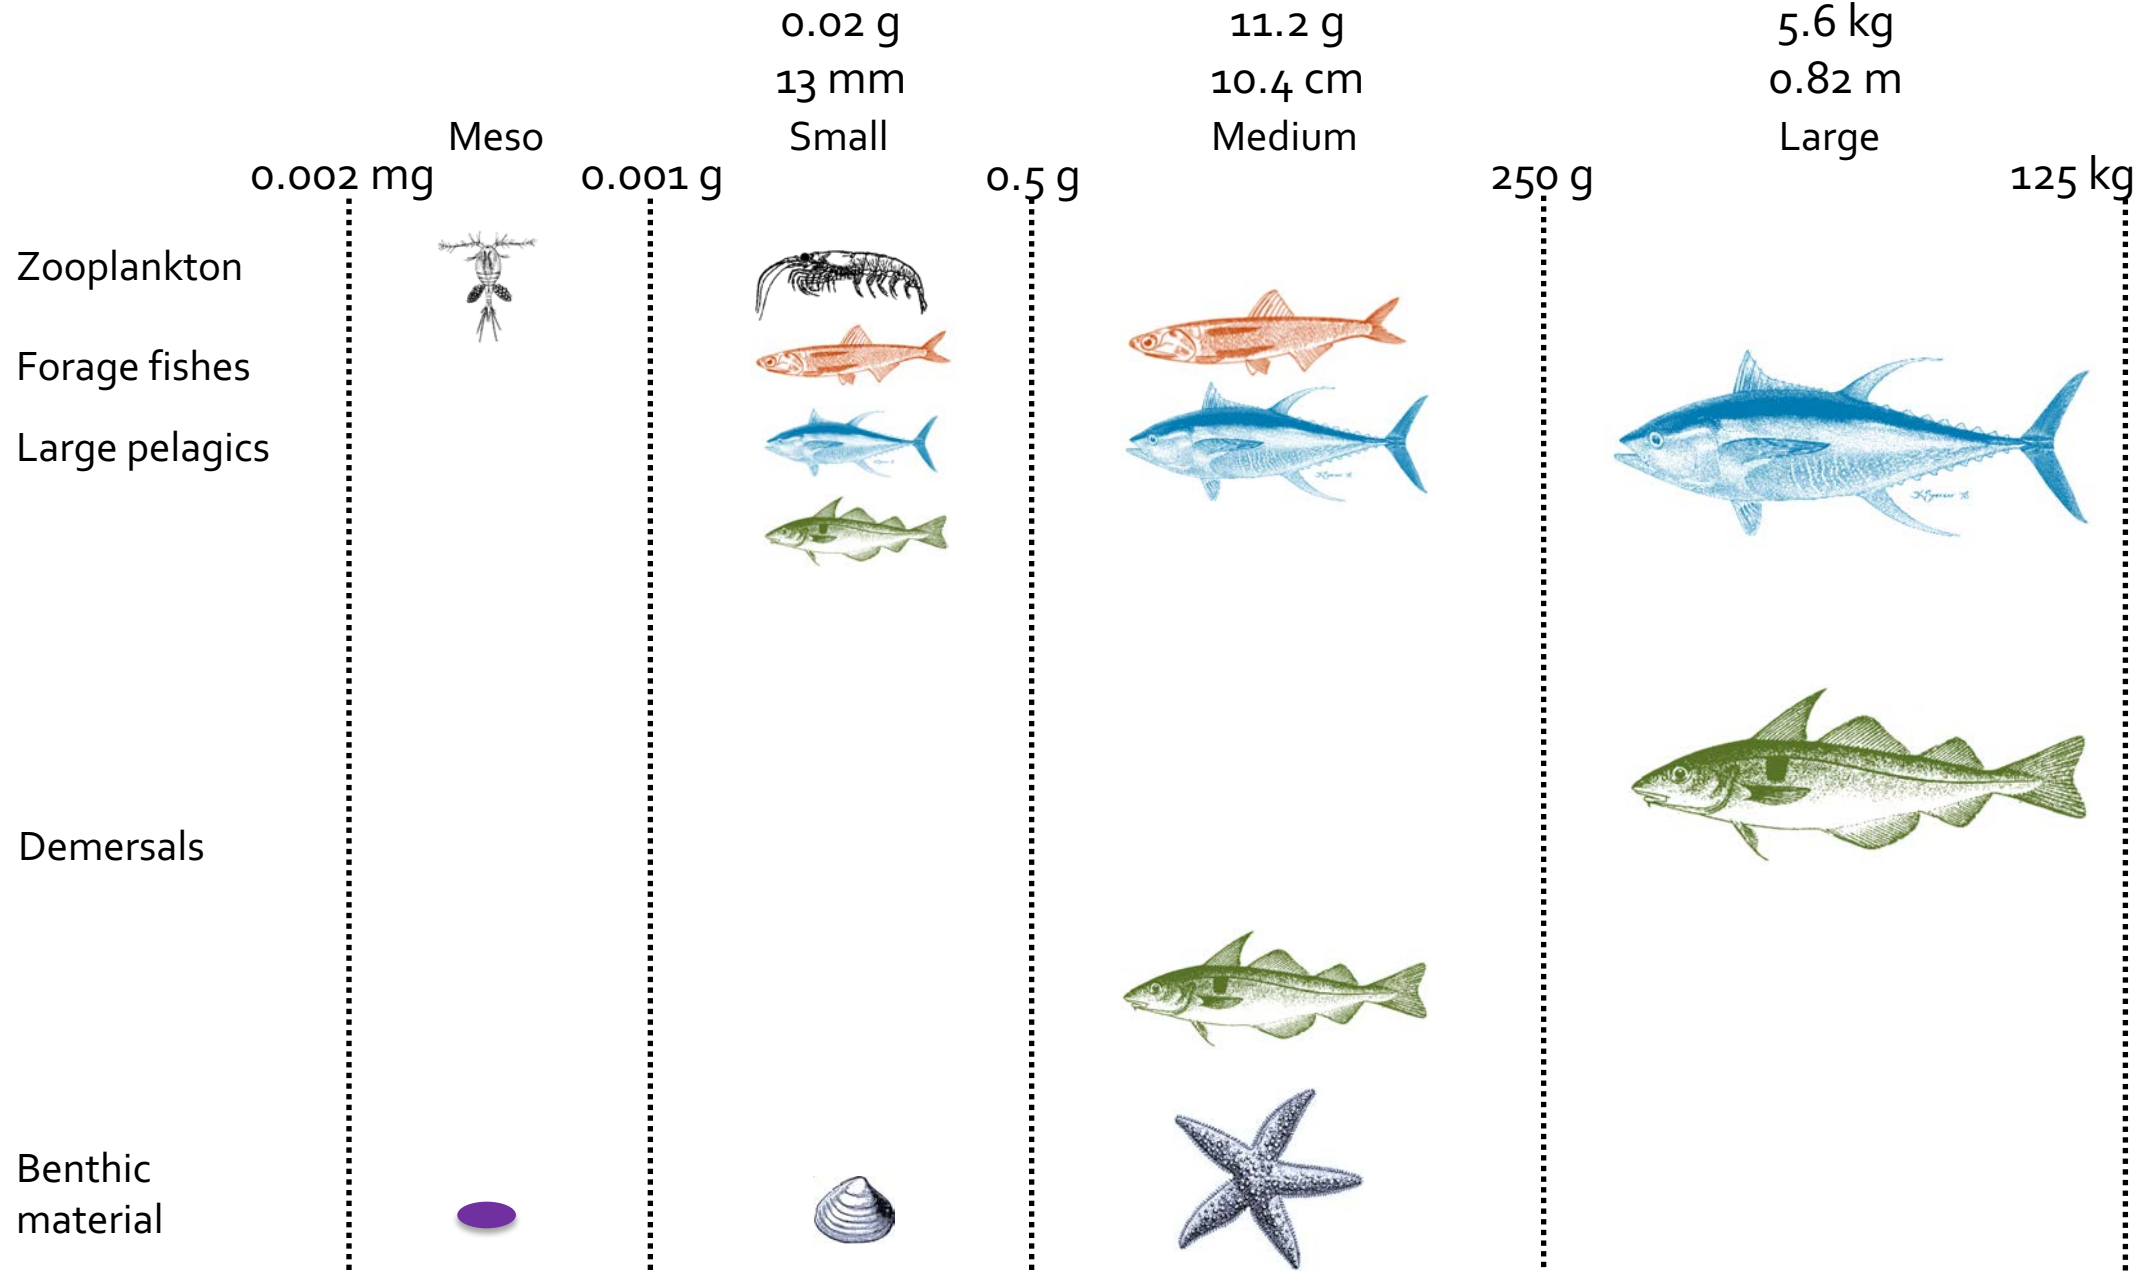 0.02 g 11.2 g 5.6 kg
13 mm 10.4 cm 0.82 m
Meso Small Medium Large
0.002 mg 0.001 g 0.5 g 250 g 125 kg
Zooplankton
Forage fishes
Large pelagics
Demersals
Benthic
material